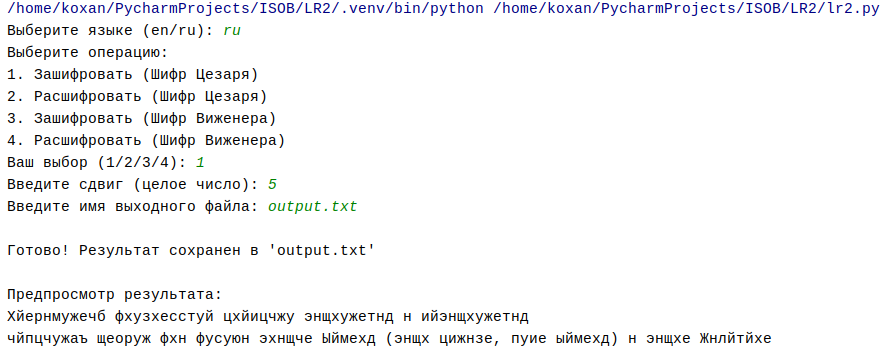 /home/koxan/PycharmProjects/ISOB/LR2/.venv/bin/python /home/koxan/PycharmProjects/ISOB/LR2/lr2.py
Выберите языке (en/ru): ru
Выберите операцию:
1. Зашифровать (Шифр Цезаря)
2. Расшифровать (Шифр Цезаря)
3. Зашифровать (Шифр Виженера)
4. Расшифровать (Шифр Виженера)
Ваш выбор (1/2/3/4): 1
Введите сдвиг (целое число): 5
Введите имя выходного файла: output.txt
Готово! Результат сохранен в 'output.txt'
Предпросмотр результата:
Хйернмужечб фхузхесстуй цхйицчжу энщхужетнд н ийэнщхужетнд
чйпцчужаъ щеоруж фхн фусуюн эхнщче Ыймехд (энщх цижнзе, пуие ыймехд) н энщхе Жнлйтйхе